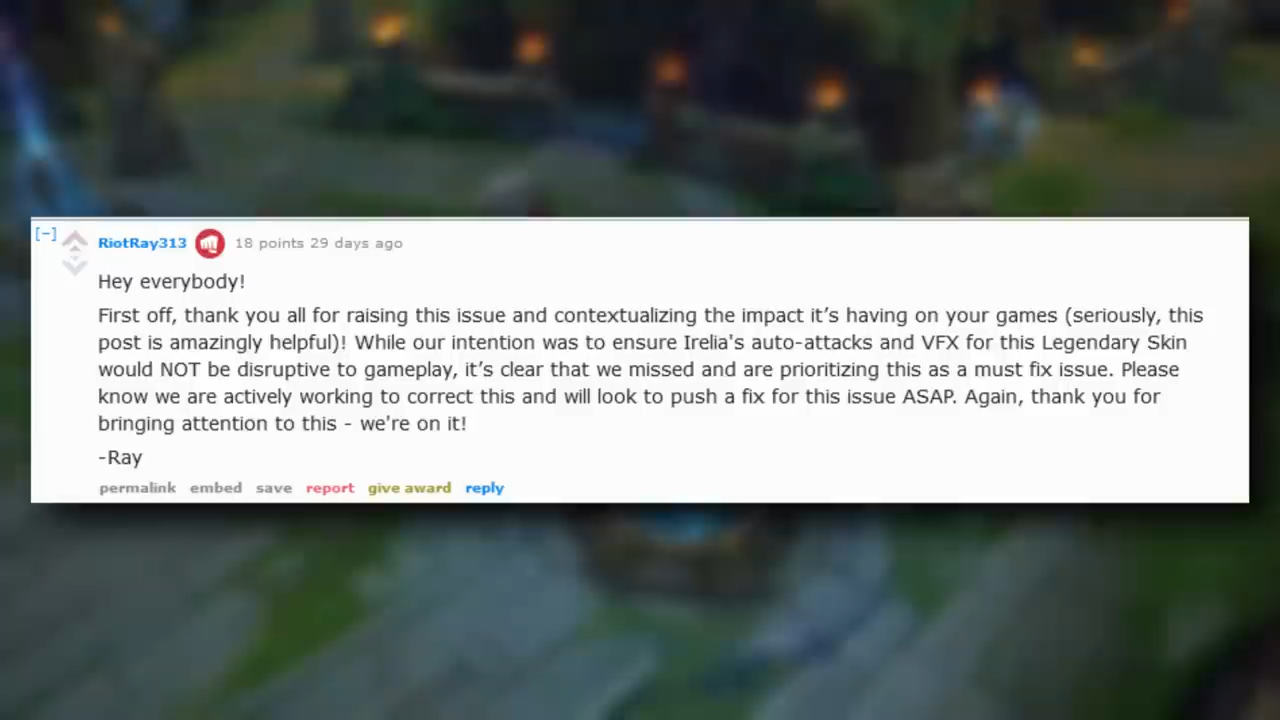 [-] RiotRay313 18 points 29 days ago
Hey everybody!
First off, thank you all for raising this issue and contextualizing the impact it’s having on your games (seriously, this
post is amazingly helpful)! While our intention was to ensure Irelia's auto-attacks and VFX for this Legendary Skin
would NOT be disruptive to gameplay, it’s clear that we missed and are prioritizing this as a must fix issue. Please
know we are actively working to correct this and will look to push a fix for this issue ASAP. Again, thank you for
bringing attention to this - we're on it!
-Ray
permalink embed save report give award reply